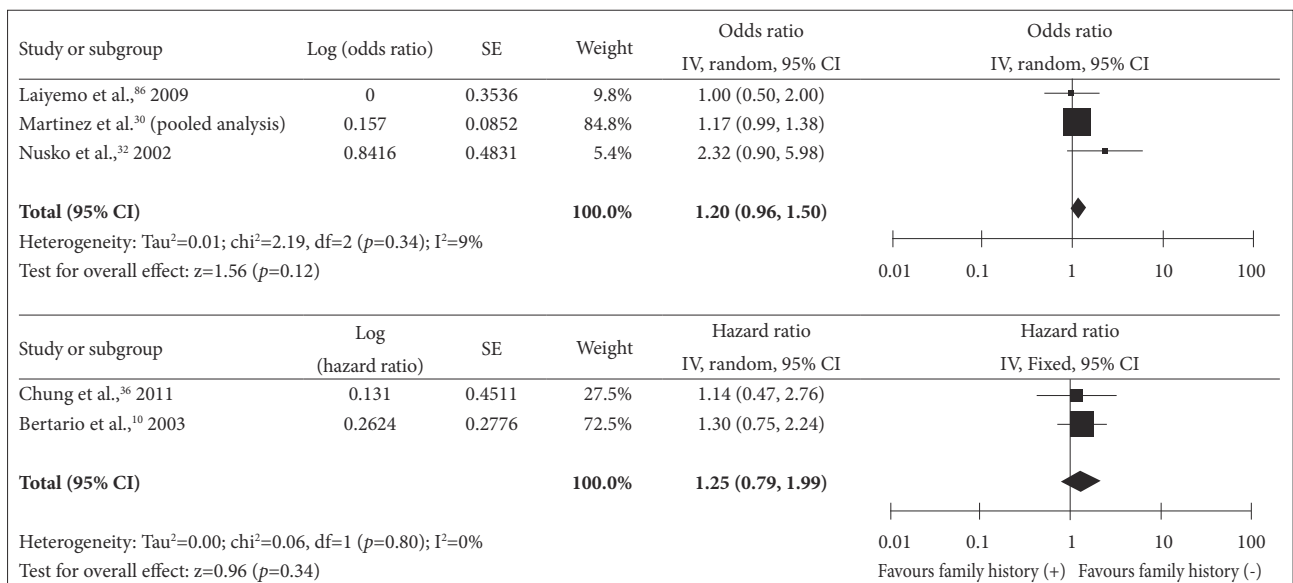 Study or subgroup Log (odds ratio) SE Weight Odds ratio IV, random, 95% CI Odds ratio IV, random, 95% CI
Laiyemo et al.,⁸⁶ 2009 0 0.3536 9.8% 1.00 (0.50, 2.00)
Martinez et al.³⁰ (pooled analysis) 0.157 0.0852 84.8% 1.17 (0.99, 1.38)
Nusko et al.,³² 2002 0.8416 0.4831 5.4% 2.32 (0.90, 5.98)
Total (95% CI) 100.0% 1.20 (0.96, 1.50)
Heterogeneity: Tau²=0.01; chi²=2.19, df=2 (p=0.34); I²=9%
Test for overall effect: z=1.56 (p=0.12)
0.01 0.1 1 10 100
Study or subgroup Log (hazard ratio) SE Weight Hazard ratio IV, random, 95% CI Hazard ratio IV, Fixed, 95% CI
Chung et al.,³⁶ 2011 0.131 0.4511 27.5% 1.14 (0.47, 2.76)
Bertario et al.,¹⁰ 2003 0.2624 0.2776 72.5% 1.30 (0.75, 2.24)
Total (95% CI) 100.0% 1.25 (0.79, 1.99)
Heterogeneity: Tau²=0.00; chi²=0.06, df=1 (p=0.80); I²=0%
Test for overall effect: z=0.96 (p=0.34)
0.01 0.1 1 10 100
Favours family history (+) Favours family history (-)